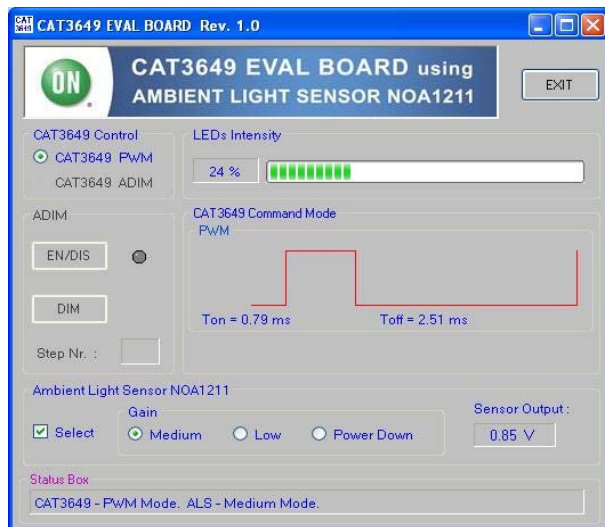 CAT3649 EVAL BOARD Rev. 1.0
ON
CAT3649 EVAL BOARD using
AMBIENT LIGHT SENSOR NOA1211
EXIT
CAT3649 Control
CAT3649 PWM
CAT3649 ADIM
LEDs Intensity
24 %
ADIM
EN/DIS
DIM
Step Nr. :
CAT3649 Command Mode
PWM
Ton = 0.79 ms
Toff = 2.51 ms
Ambient Light Sensor NOA1211
Select
Gain
Medium
Low
Power Down
Sensor Output :
0.85 V
Status Box
CAT3649 - PWM Mode. ALS - Medium Mode.